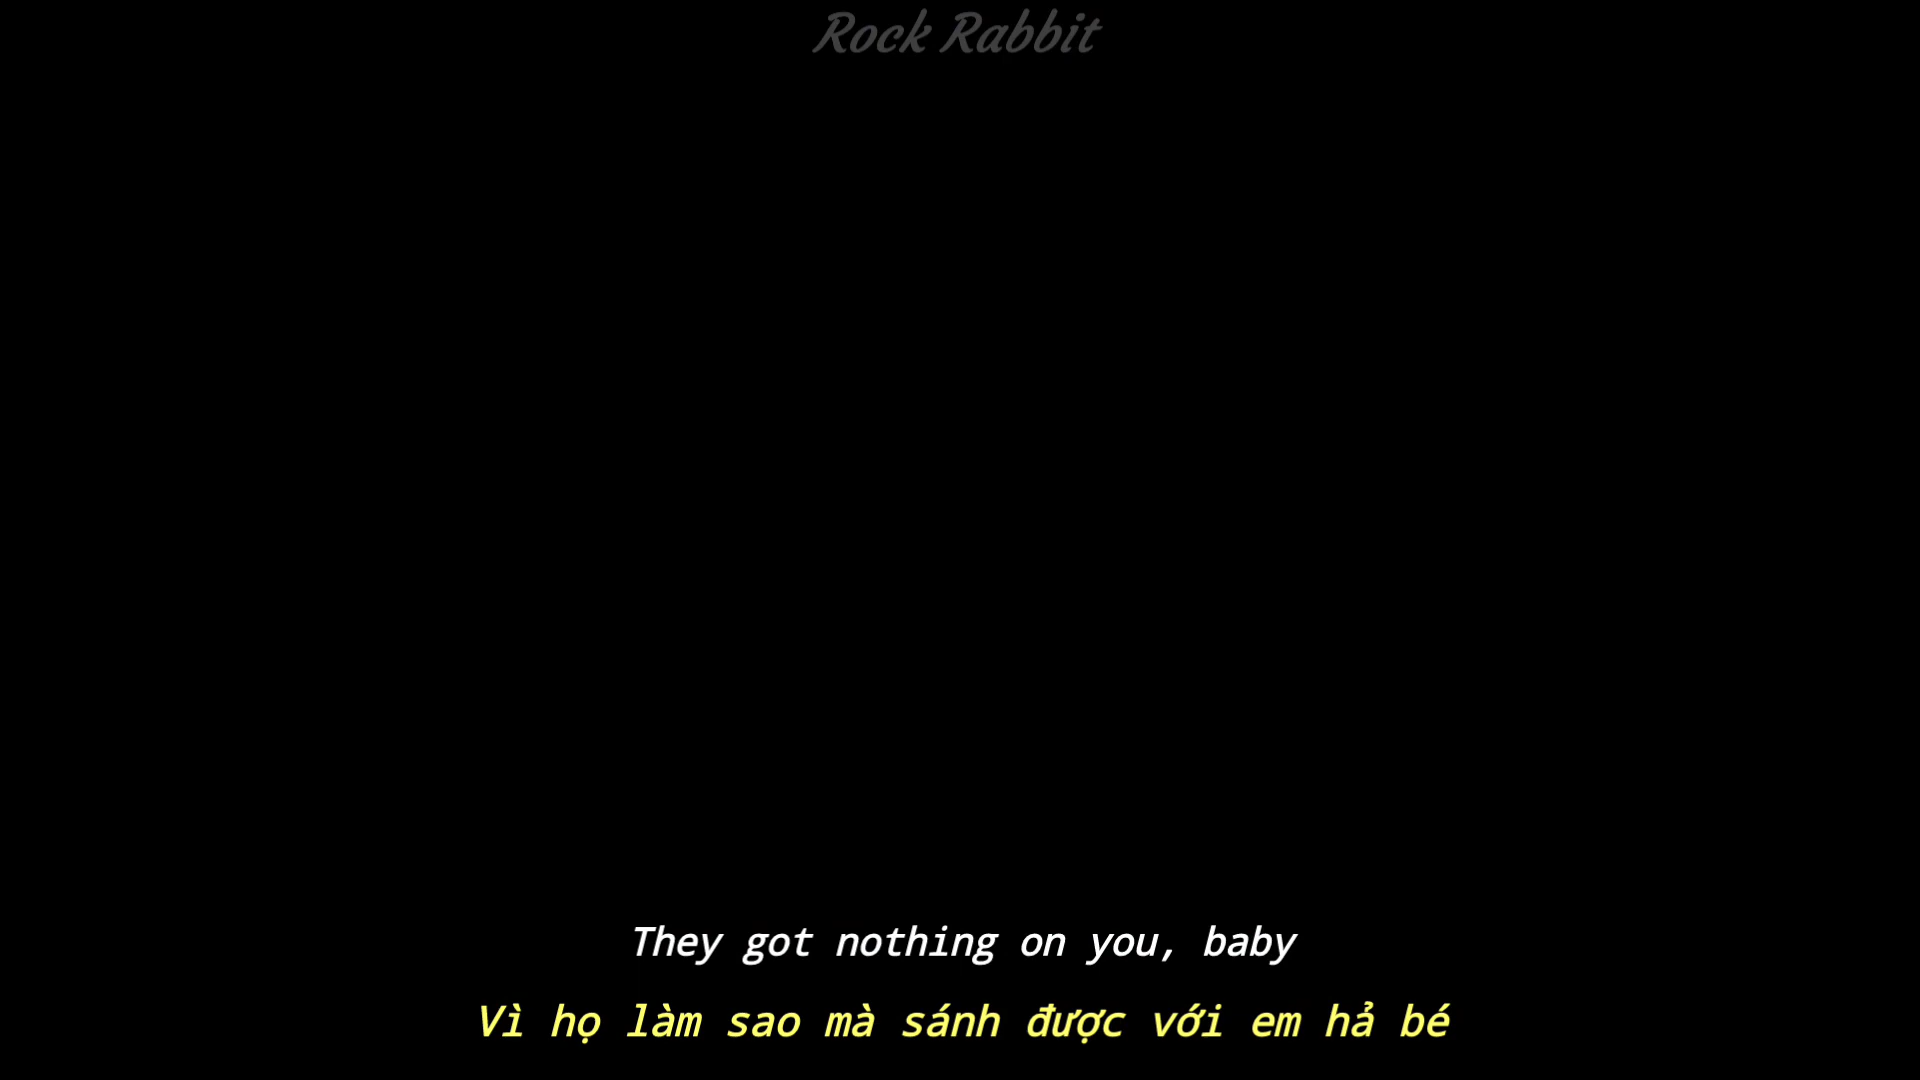 Rock Rabbit
They got nothing on you, baby
Vì họ làm sao mà sánh được với em hả bé